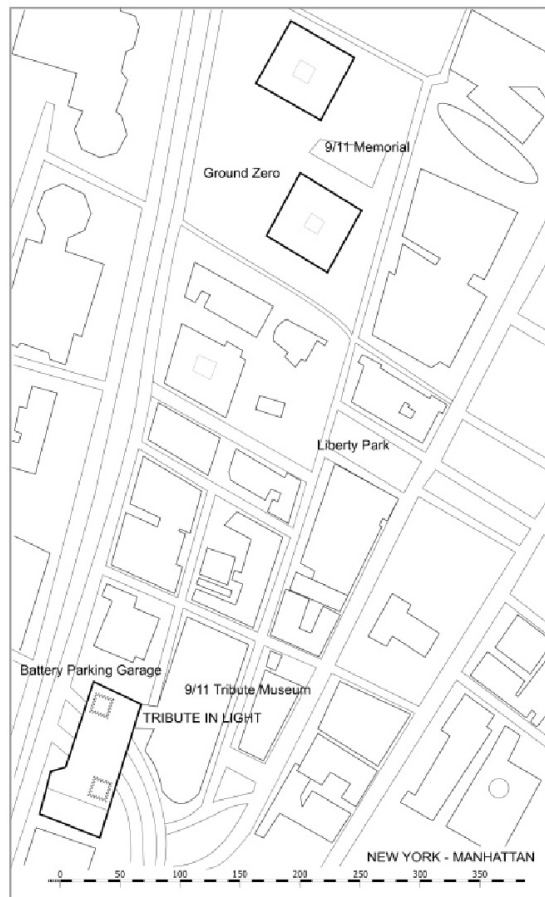 9/11 Memorial
Ground Zero
Liberty Park
Battery Parking Garage
9/11 Tribute Museum
TRIBUTE IN LIGHT
NEW YORK - MANHATTAN
0 50 100 150 200 250 300 350